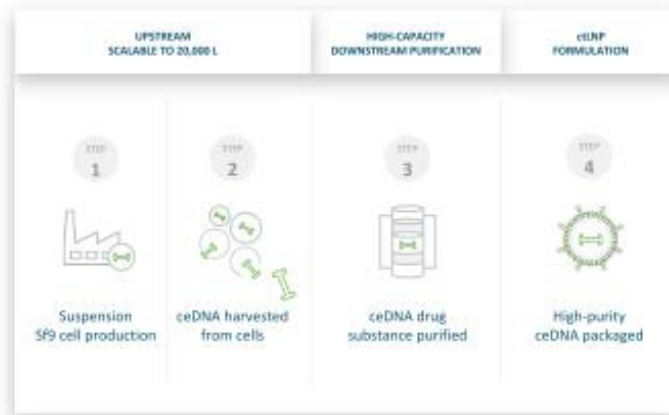 UPSTREAM
SCALABLE TO 20,000 L
HIGH-CAPACITY
DOWNSTREAM PURIFICATION
ctLNP
FORMULATION
STEP
1
STEP
2
STEP
3
STEP
4
Suspension
Sf9 cell production
ceDNA harvested
from cells
ceDNA drug
substance purified
High-purity
ceDNA packaged